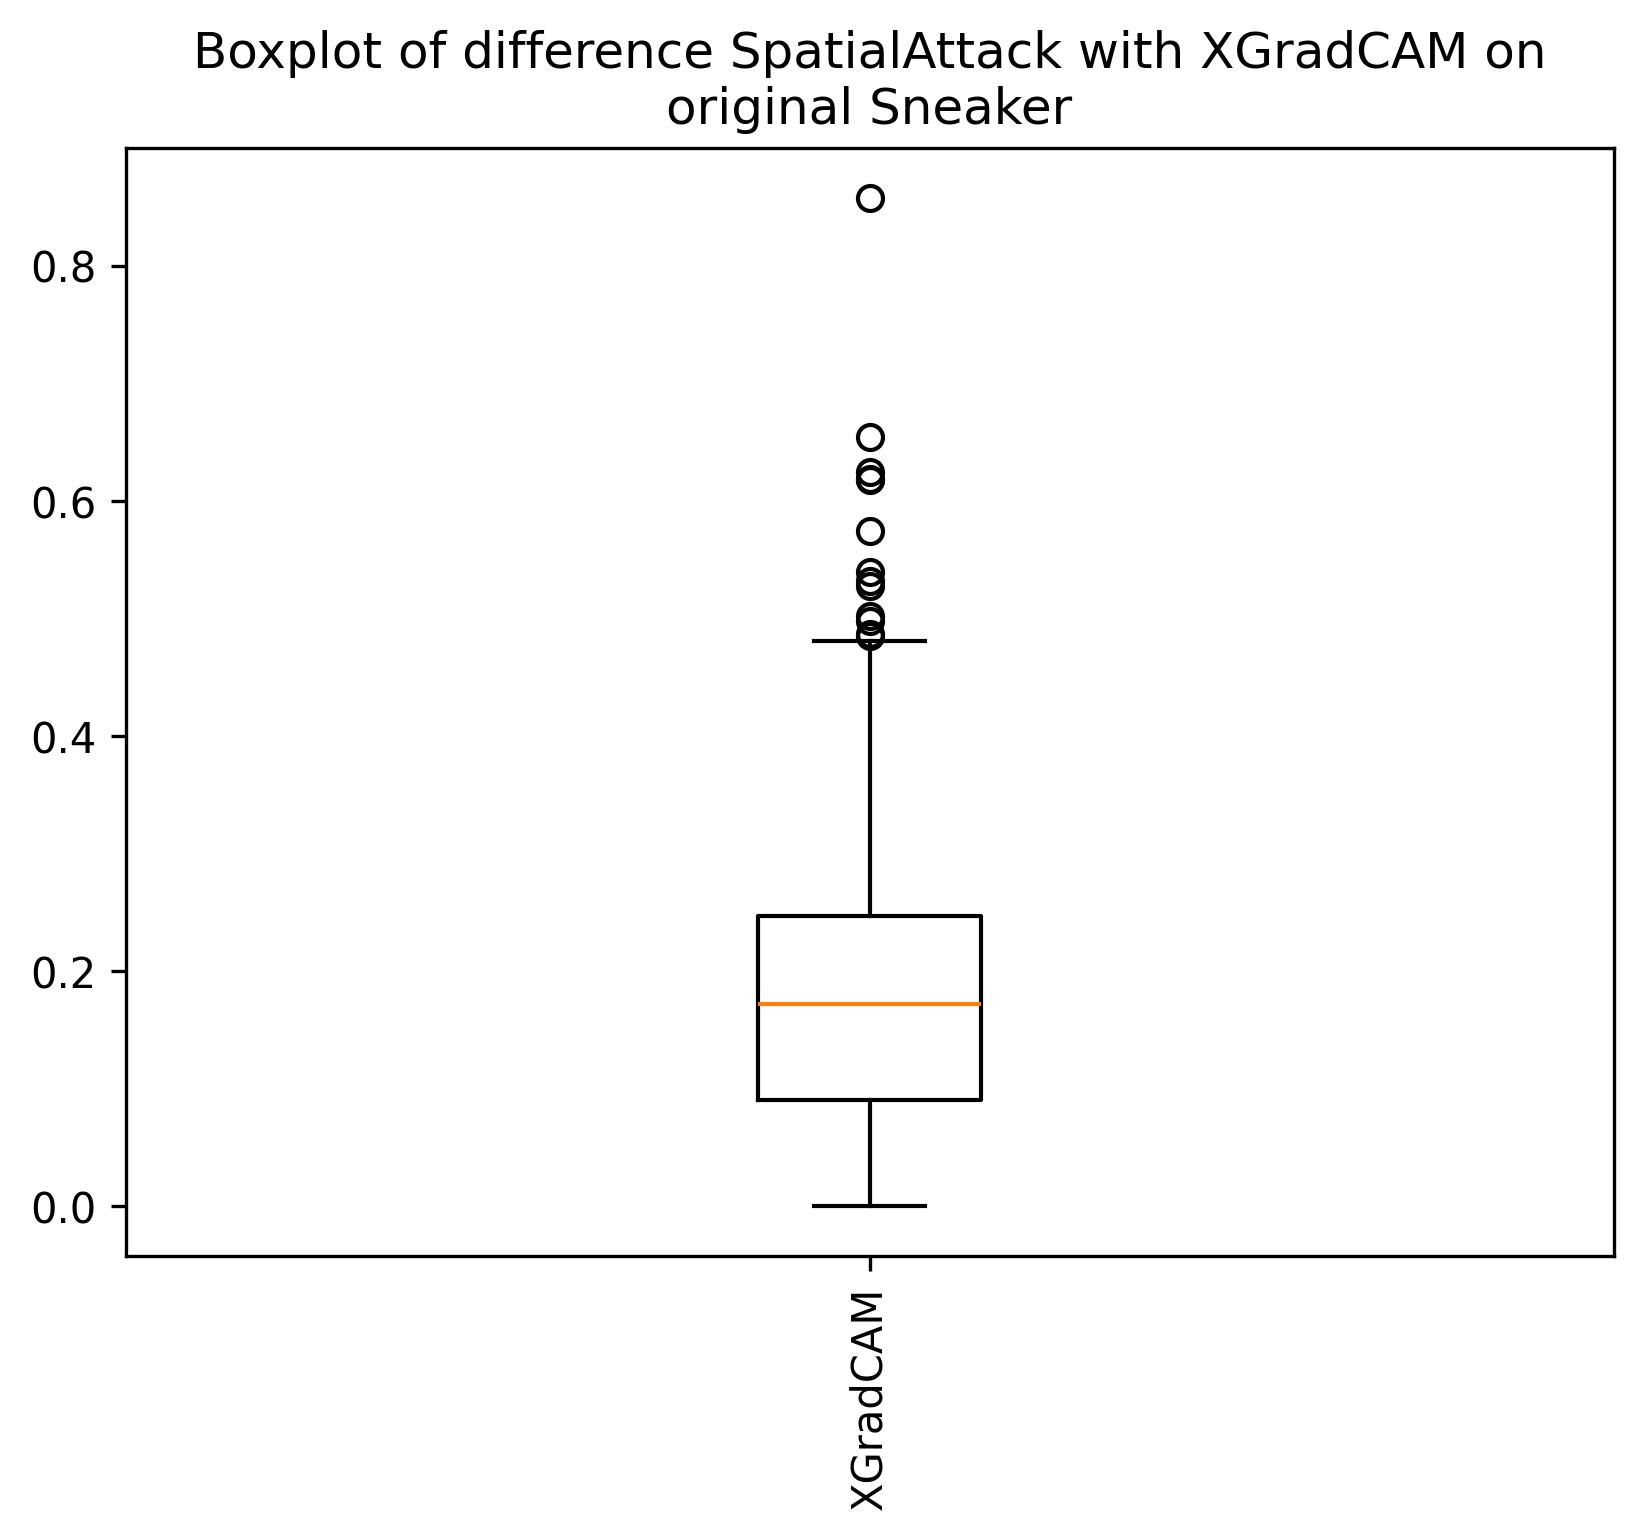 Boxplot of difference SpatialAttack with XGradCAM on
original Sneaker
0.8
0.6
0.4
0.2
0.0
XGradCAM